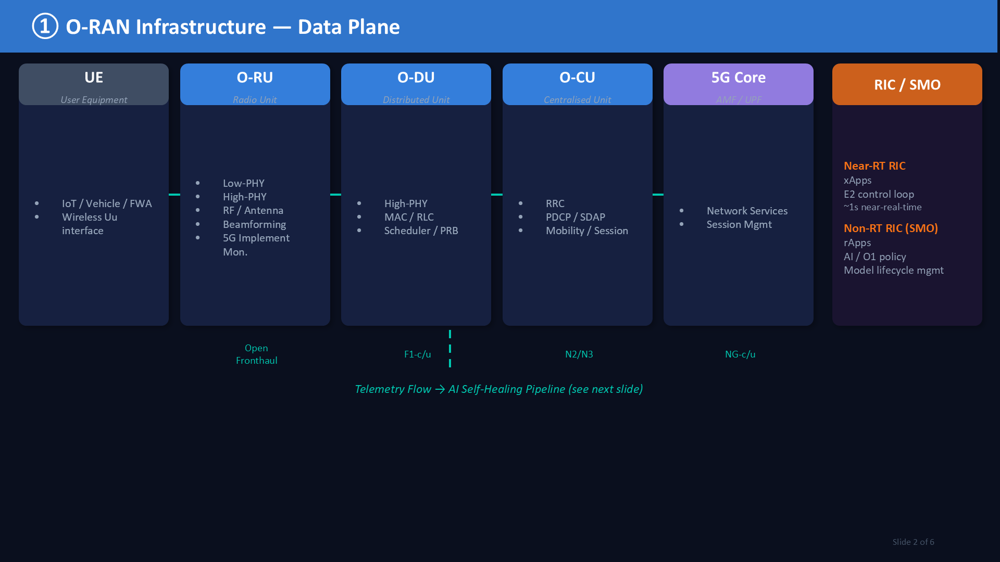 ① O-RAN Infrastructure — Data Plane
UE
User Equipment
• IoT / Vehicle / FWA
• Wireless Uu
interface
O-RU
Radio Unit
• Low-PHY
• High-PHY
• RF / Antenna
• Beamforming
• 5G Implement
Mon.
O-DU
Distributed Unit
• High-PHY
• MAC / RLC
• Scheduler / PRB
O-CU
Centralised Unit
• RRC
• PDCP / SDAP
• Mobility / Session
5G Core
AMF / UPF
• Network Services
• Session Mgmt
RIC / SMO
Near-RT RIC
xApps
E2 control loop
~1s near-real-time
Non-RT RIC (SMO)
rApps
AI / O1 policy
Model lifecycle mgmt
Open
Fronthaul
F1-c/u
N2/N3
NG-c/u
Telemetry Flow → AI Self-Healing Pipeline (see next slide)
Slide 2 of 6